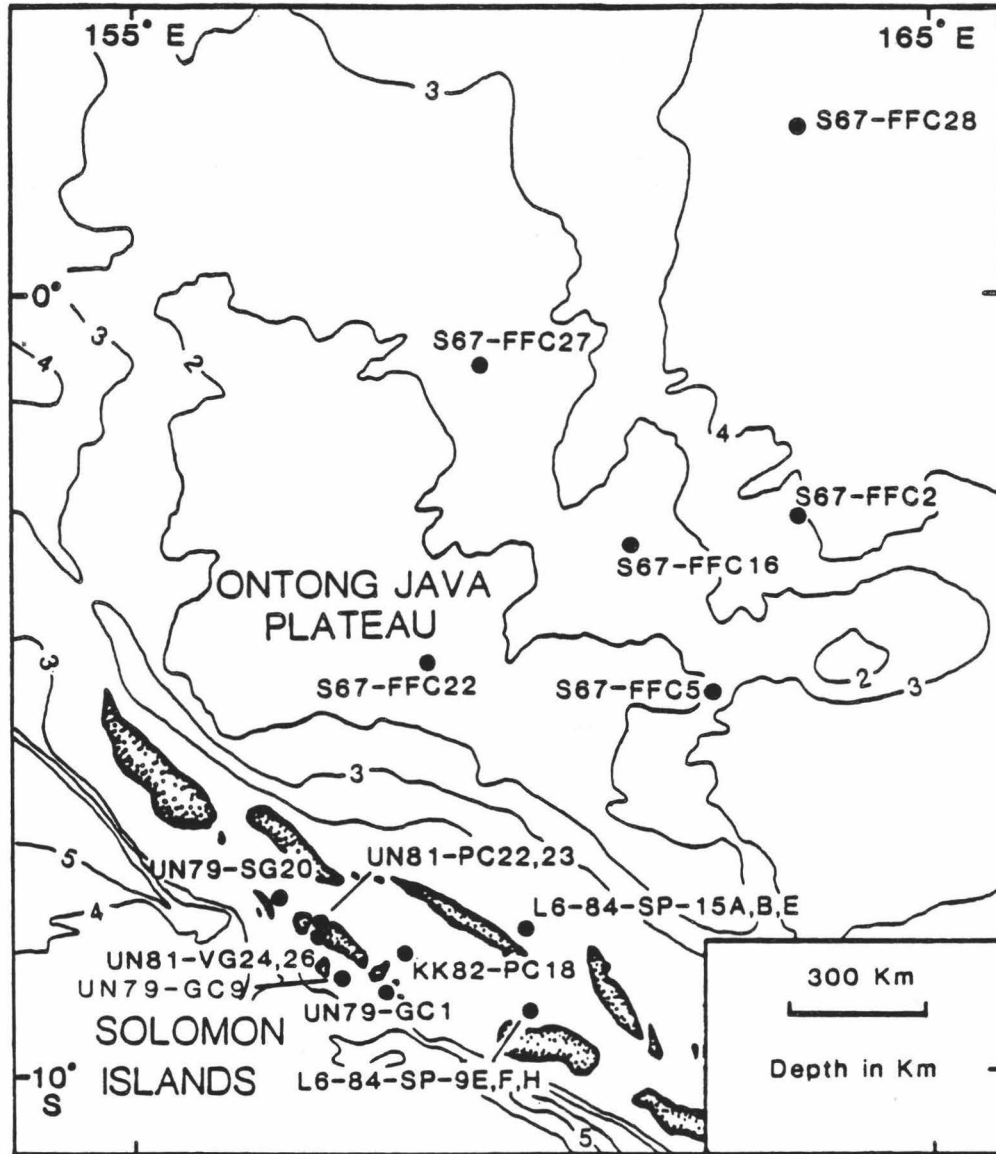 155° E
165° E
3
S67-FFC28
0°
3
4
2
S67-FFC27
4
S67-FFC2
S67-FFC16
ONTONG JAVA
PLATEAU
3
S67-FFC22
S67-FFC5
2
3
3
5
UN79-SG20
UN81-PC22,23
4
L6-84-SP-15A,B,E
UN81-VG24,26
KK82-PC18
UN79-GC9
UN79-GC1
300 Km
SOLOMON
ISLANDS
L6-84-SP-9E,F,H
Depth in Km
10°
S
5